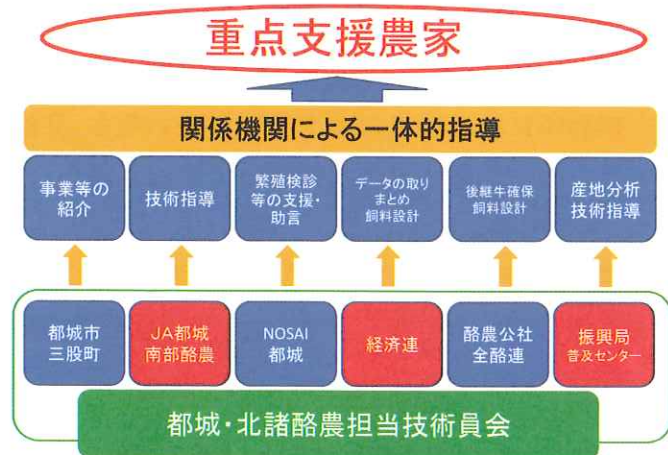 重点支援農家
関係機関による一体的指導
事業等の
紹介
技術指導
繁殖検診
等の支援・
助言
データの取り
まとめ
飼料設計
後継牛確保
飼料設計
産地分析
技術指導
都城市
三股町
JA都城
南部酪農
NOSAI
都城
経済連
酪農公社
全酪連
振興局
普及センター
都城・北諸酪農担当技術員会